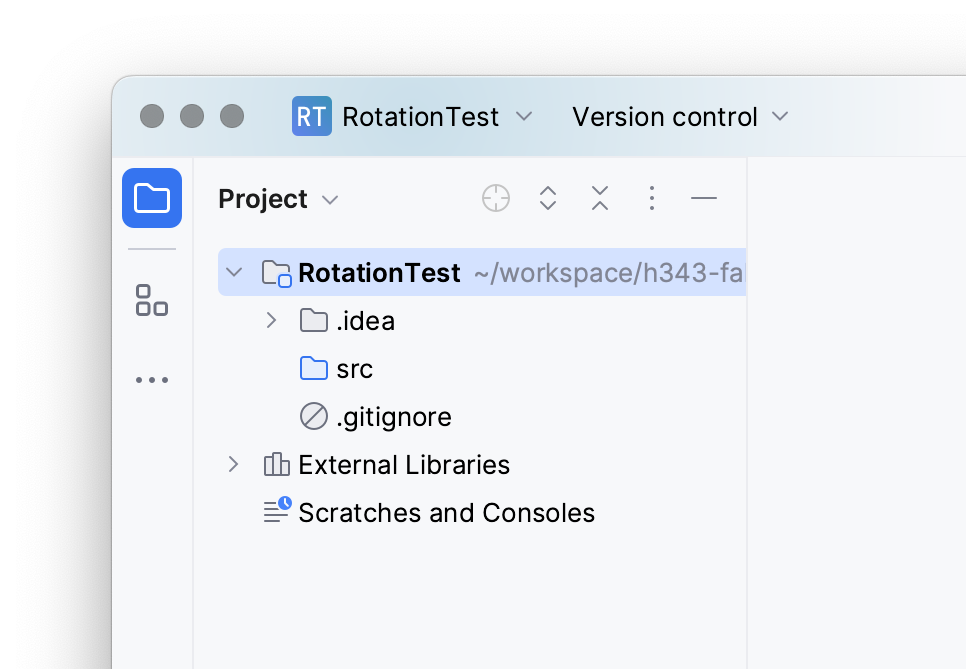 RT RotationTest Version control
Project
RotationTest ~/workspace/h343-fa
.idea
src
.gitignore
External Libraries
Scratches and Consoles